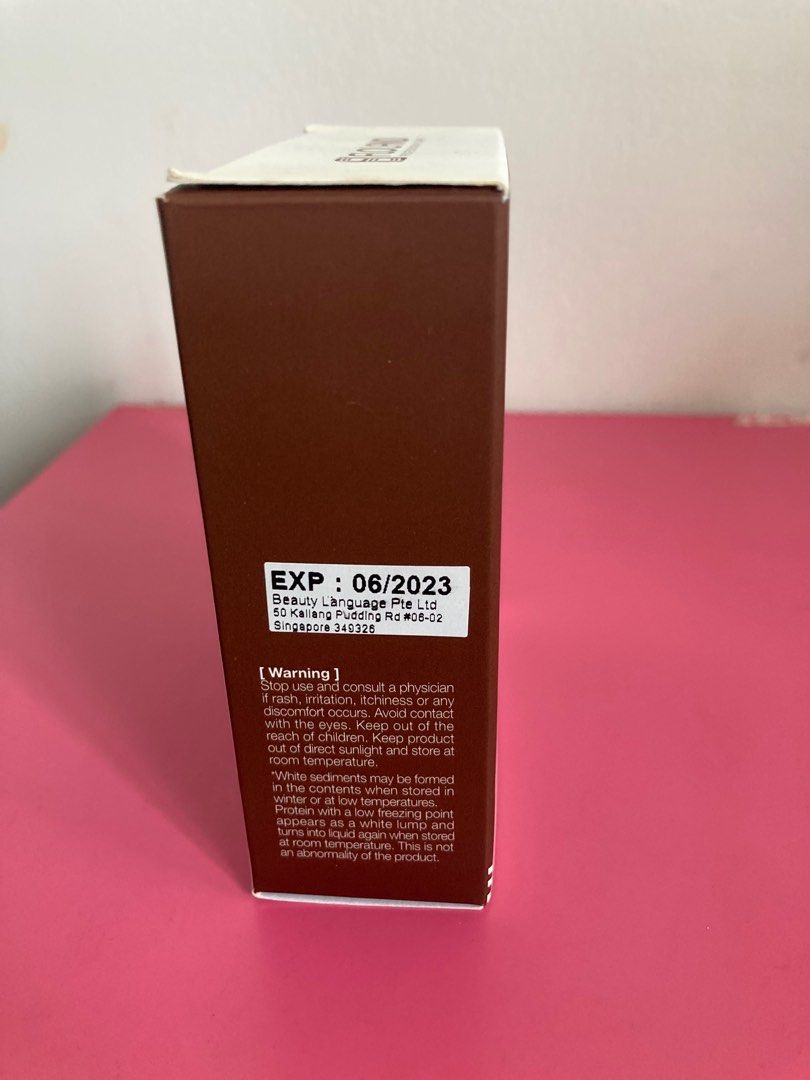 EXP : 06/2023
Beauty Language Pte Ltd
50 Kallang Pudding Rd #06-02
Singapore 349326
[ Warning ]
Stop use and consult a physician
if rash, irritation, itchiness or any
discomfort occurs. Avoid contact
with the eyes. Keep out of the
reach of children. Keep product
out of direct sunlight and store at
room temperature.
*White sediments may be formed
in the contents when stored in
winter or at low temperatures.
Protein with a low freezing point
appears as a white lump and
turns into liquid again when stored
at room temperature. This is not
an abnormality of the product.